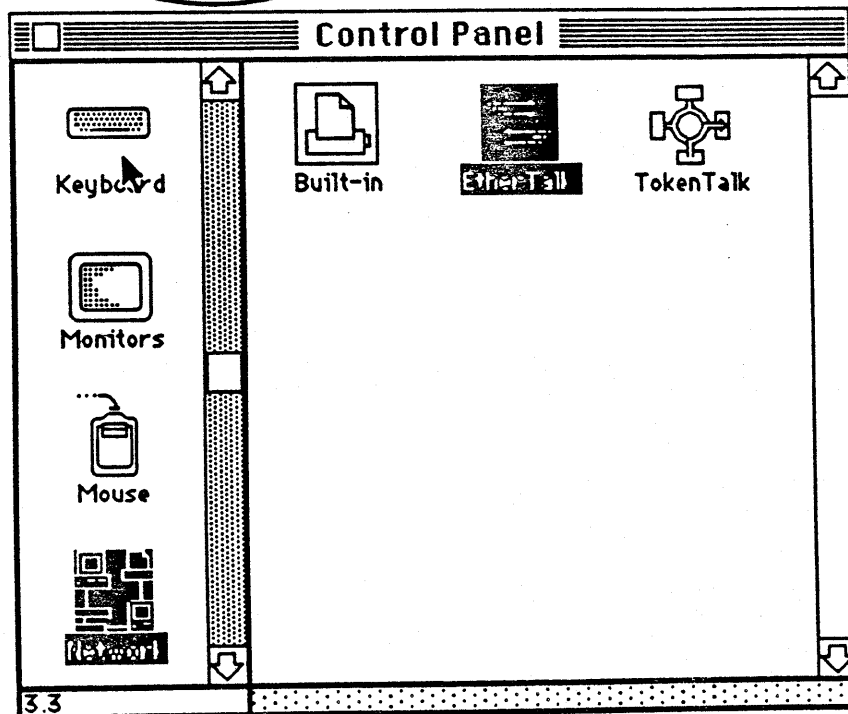 Control Panel
Keyboard
Monitors
Mouse
Network
3.3
Built-in
EtherTalk
TokenTalk